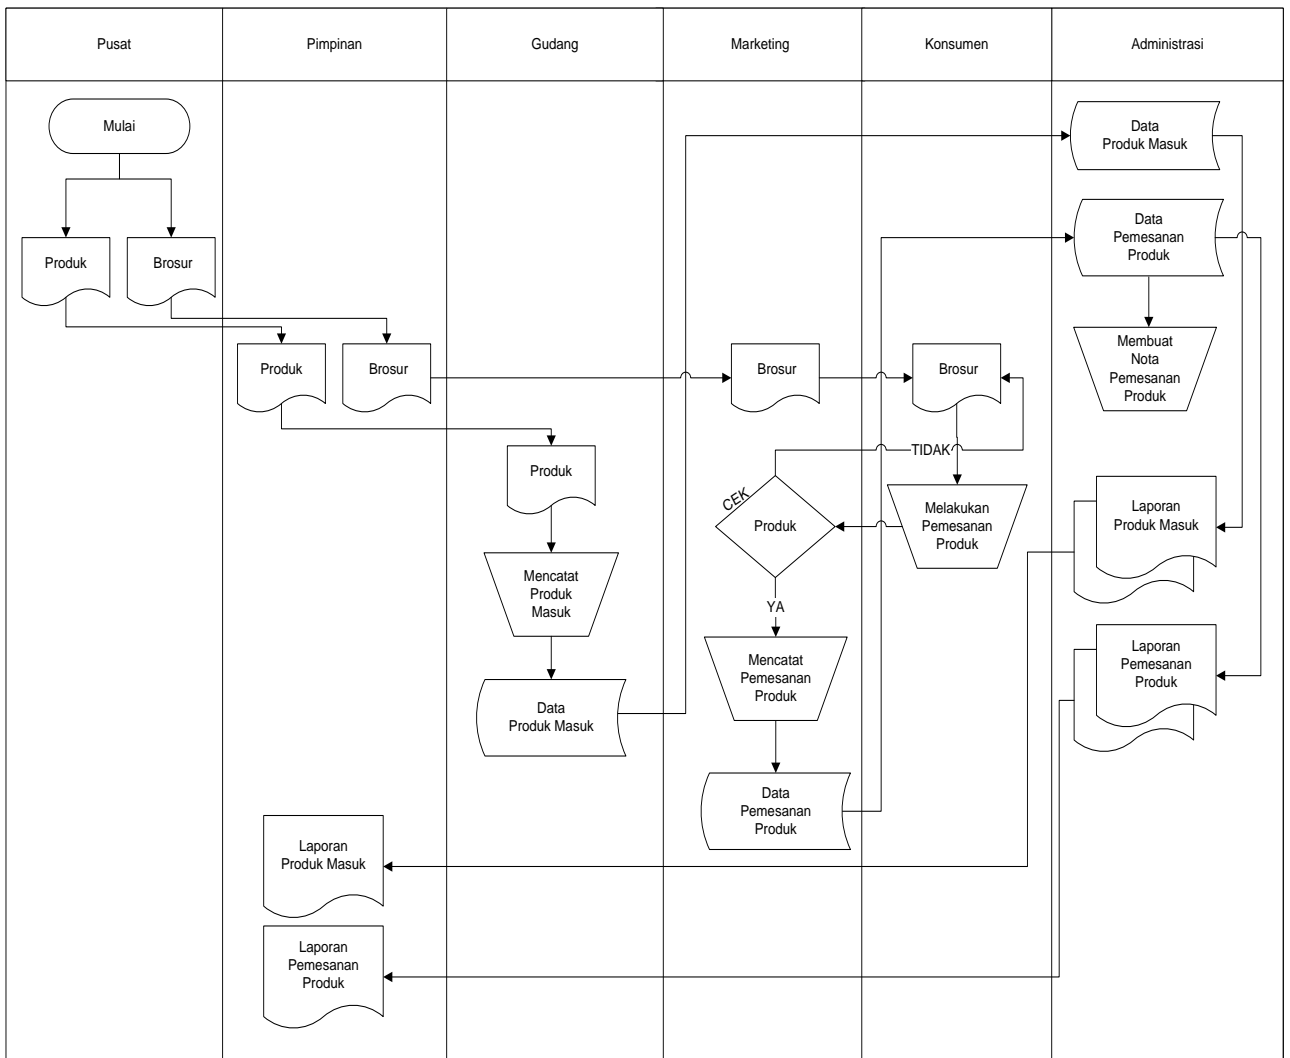 Pusat
Pimpinan
Gudang
Marketing
Konsumen
Administrasi
Mulai
Produk
Brosur
Produk
Brosur
Produk
Mencatat
Produk
Masuk
Data
Produk Masuk
Brosur
CEK
Produk
TIDAK
YA
Mencatat
Pemesanan
Produk
Data
Pemesanan
Produk
Brosur
Melakukan
Pemesanan
Produk
Data
Produk Masuk
Data
Pemesanan
Produk
Membuat
Nota
Pemesanan
Produk
Laporan
Produk Masuk
Laporan
Pemesanan
Produk
Laporan
Produk Masuk
Laporan
Pemesanan
Produk